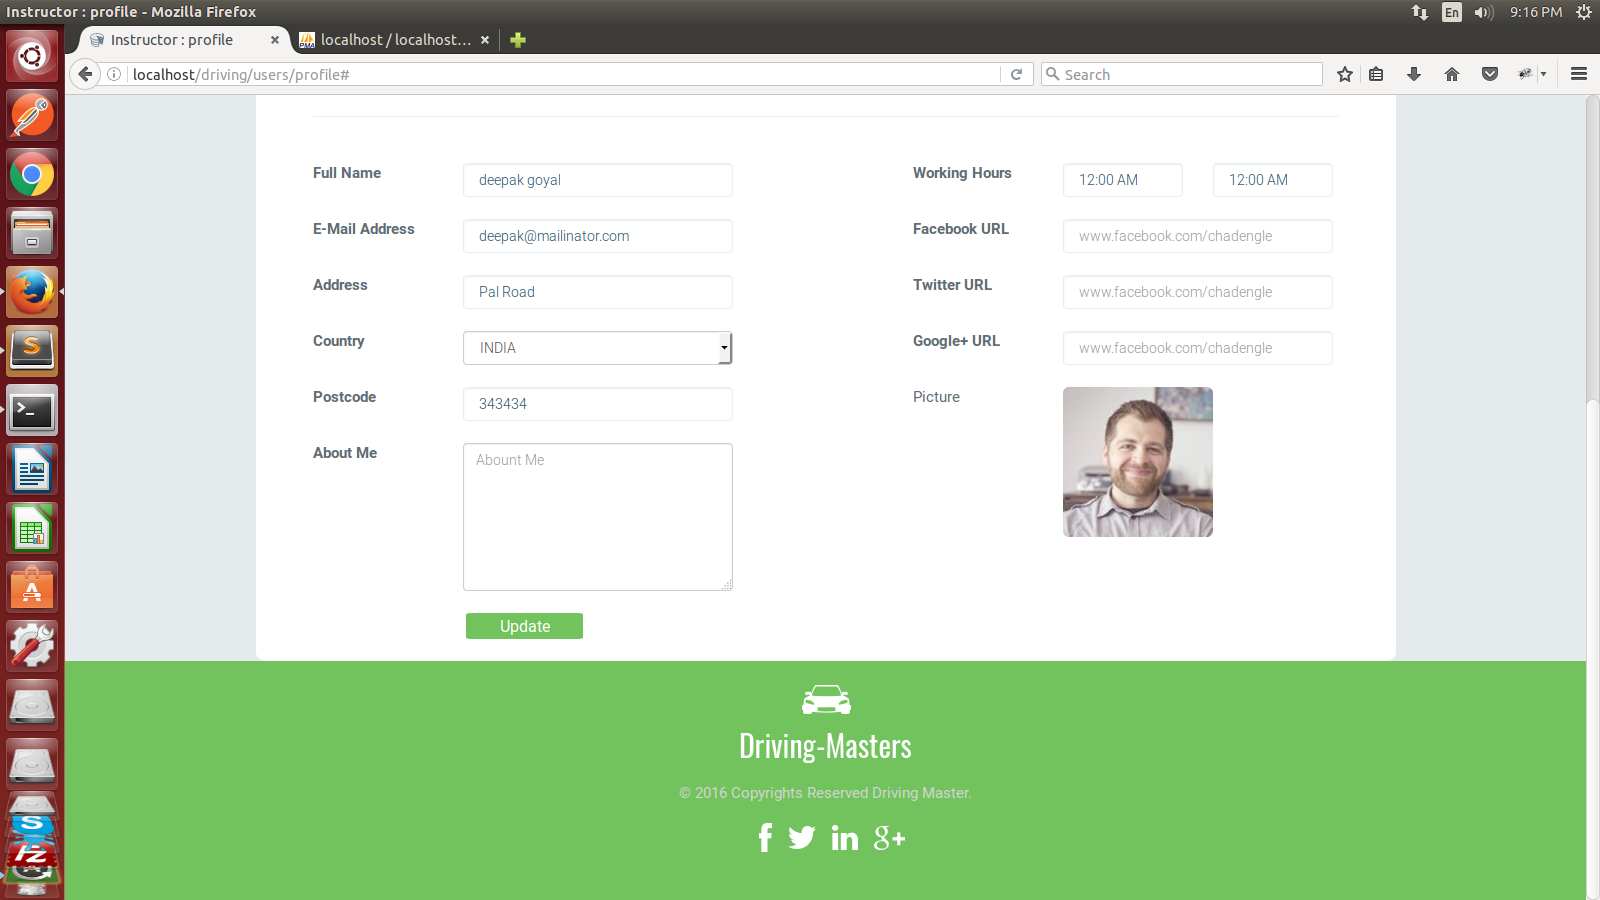 Instructor : profile - Mozilla Firefox
En
9:16 PM
Instructor : profile
localhost / localhost...
localhost/driving/users/profile#
Search
Full Name
deepak goyal
Working Hours
12:00 AM
12:00 AM
E-Mail Address
deepak@mailinator.com
Facebook URL
www.facebook.com/chadengle
Address
Pal Road
Twitter URL
www.facebook.com/chadengle
Country
INDIA
Google+ URL
www.facebook.com/chadengle
Postcode
343434
Picture
About Me
Abount Me
Update
Driving-Masters
© 2016 Copyrights Reserved Driving Master.